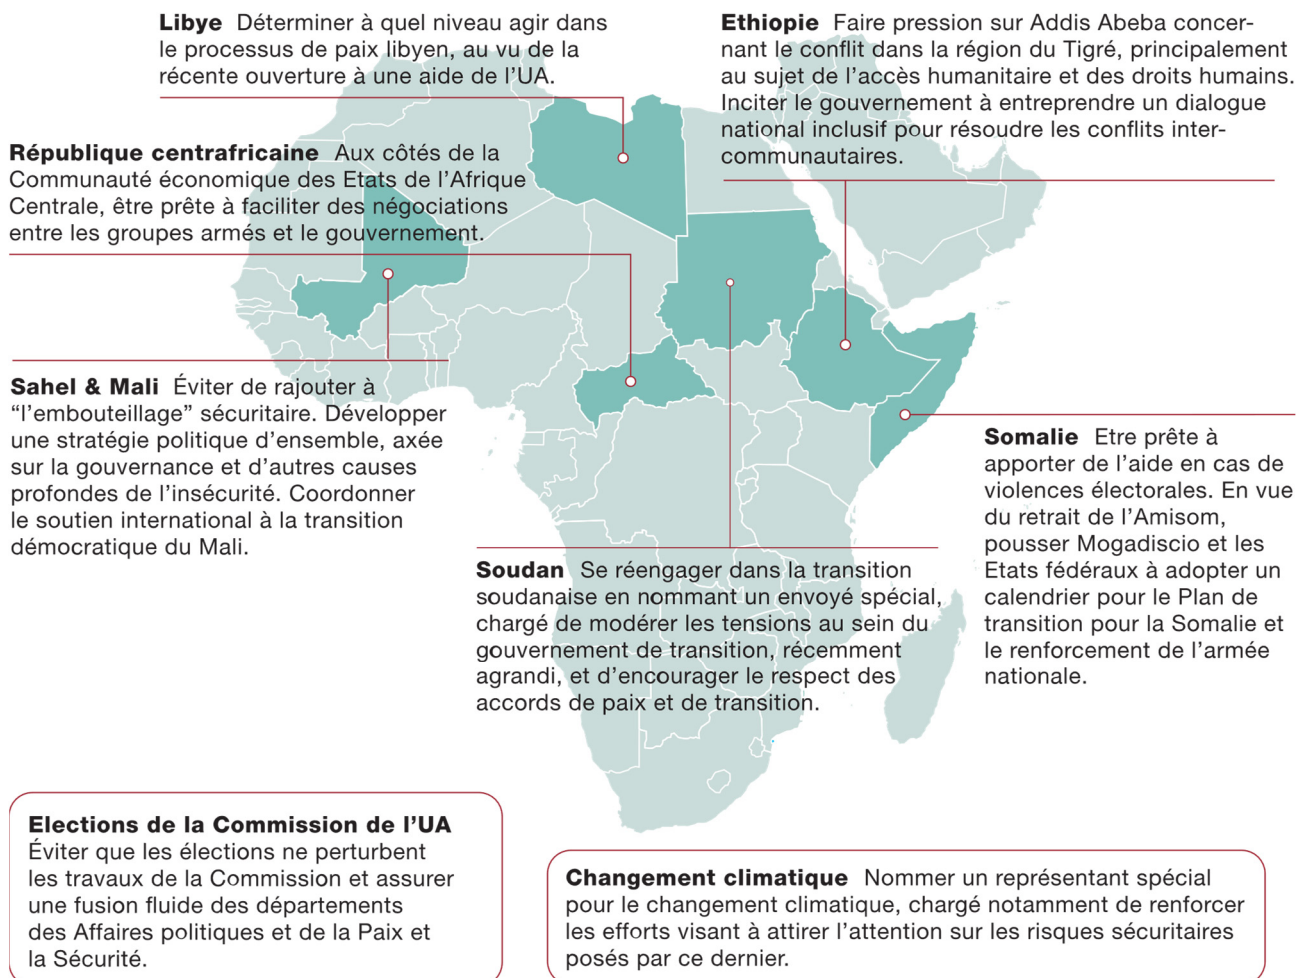 Libye Déterminer à quel niveau agir dans
le processus de paix libyen, au vu de la
récente ouverture à une aide de l’UA.
Ethiopie Faire pression sur Addis Abeba concer-
nant le conflit dans la région du Tigré, principalement
au sujet de l’accès humanitaire et des droits humains.
Inciter le gouvernement à entreprendre un dialogue
national inclusif pour résoudre les conflits inter-
communautaires.
République centrafricaine Aux côtés de la
Communauté économique des Etats de l’Afrique
Centrale, être prête à faciliter des négociations
entre les groupes armés et le gouvernement.
Sahel & Mali Éviter de rajouter à
“l’embouteillage” sécuritaire. Développer
une stratégie politique d’ensemble, axée
sur la gouvernance et d’autres causes
profondes de l’insécurité. Coordonner
le soutien international à la transition
démocratique du Mali.
Somalie Etre prête à
apporter de l’aide en cas de
violences électorales. En vue
du retrait de l’Amisom,
pousser Mogadiscio et les
Etats fédéraux à adopter un
calendrier pour le Plan de
transition pour la Somalie et
le renforcement de l’armée
nationale.
Soudan Se réengager dans la transition
soudanaise en nommant un envoyé spécial,
chargé de modérer les tensions au sein du
gouvernement de transition, récemment
agrandi, et d’encourager le respect des
accords de paix et de transition.
Elections de la Commission de l’UA
Éviter que les élections ne perturbent
les travaux de la Commission et assurer
une fusion fluide des départements
des Affaires politiques et de la Paix et
la Sécurité.
Changement climatique Nommer un représentant spécial
pour le changement climatique, chargé notamment de renforcer
les efforts visant à attirer l’attention sur les risques sécuritaires
posés par ce dernier.